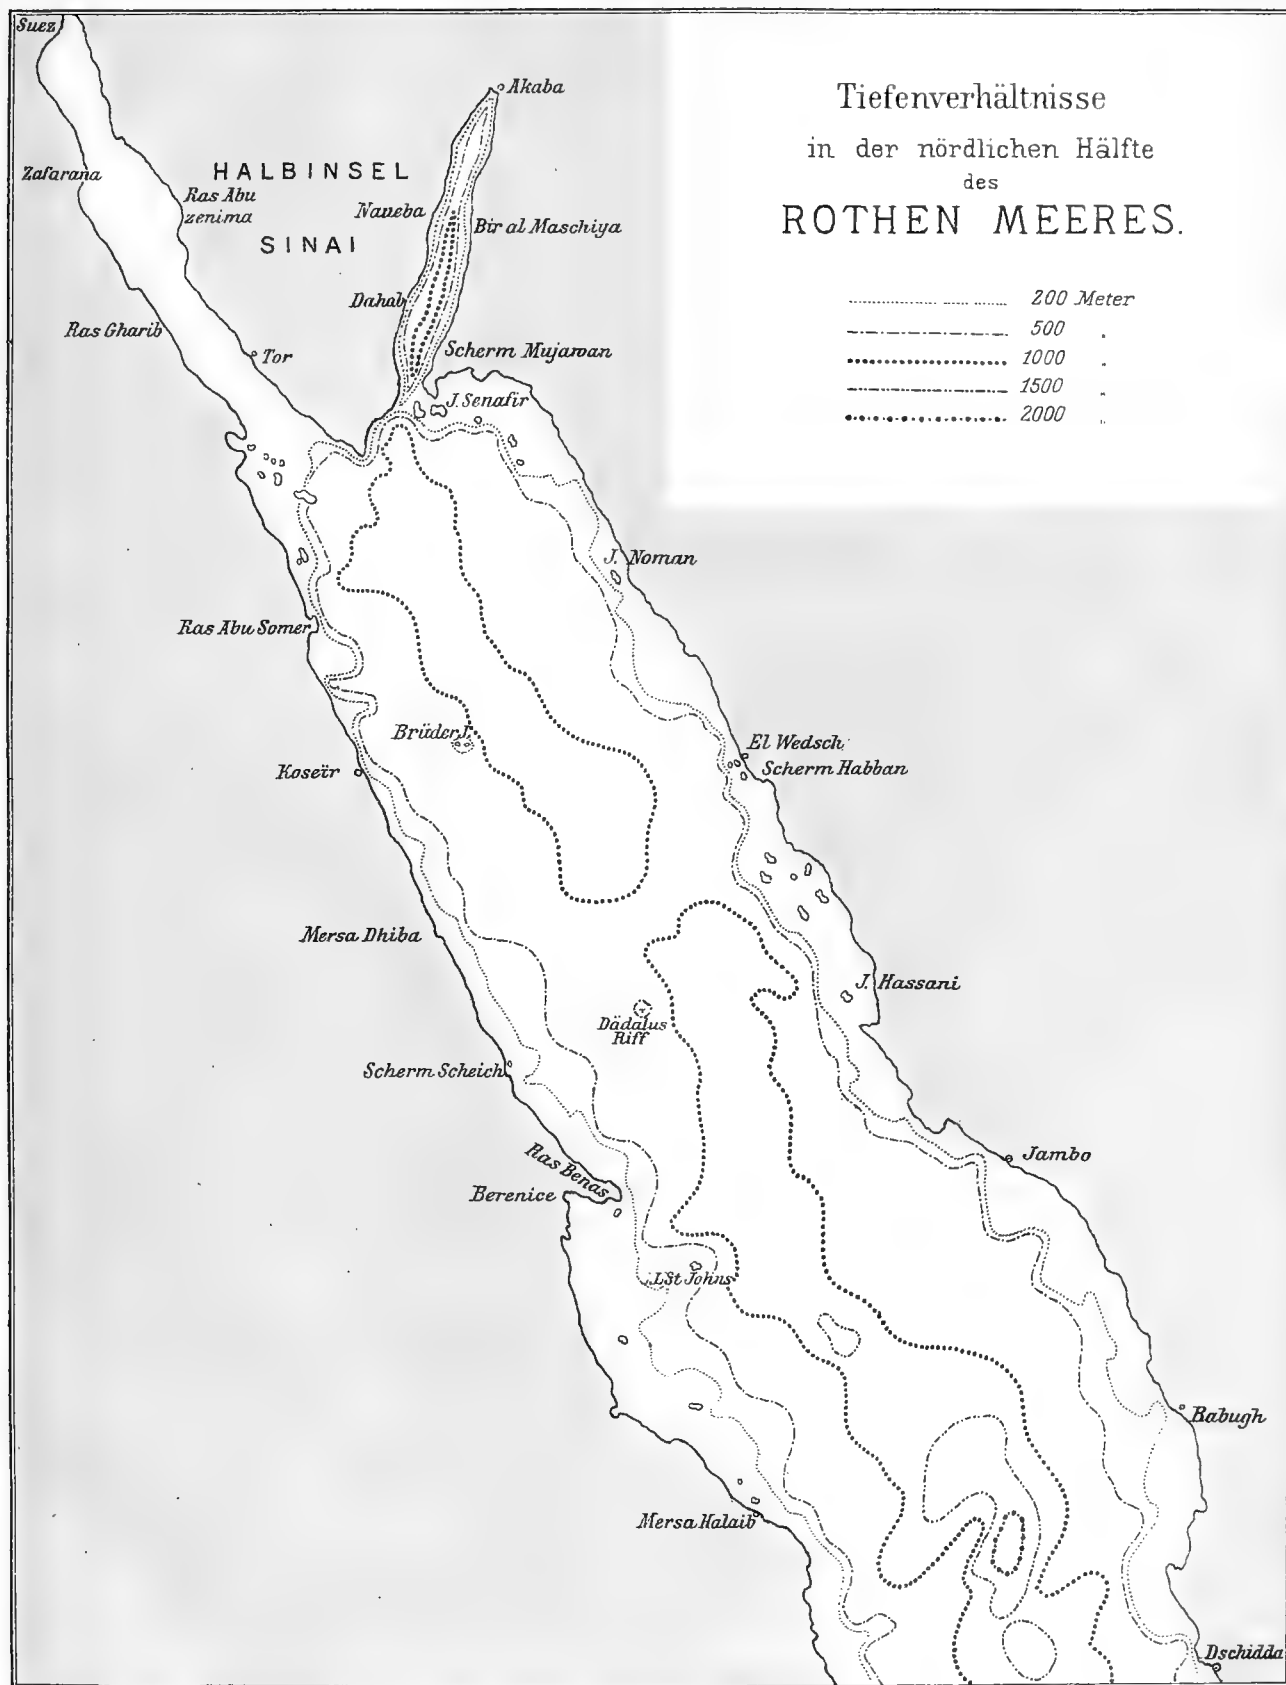 Tiefenverhältnisse
in der nördlichen Hälfte
des
ROTHEN MEERES.
200 Meter
500 "
1000 "
1500 "
2000 "
Suez
Akaba
Zafarana
HALBINSEL
SINAI
Ras Abu
zenima
Naueba
Bir al Maschiya
Dahab
Ras Gharib
Tor
Scherm Mujawan
J. Senafir
J. Noman
Ras Abu Somer
Brüder J.
El Wedsch
Scherm Habban
Koseïr
Mersa Dhiba
J. Hassani
Dädalus
Riff
Scherm Scheich
Ras Benas
Jambo
Berenice
J. St Johns
Rabugh
Mersa Halaib
Dschidda